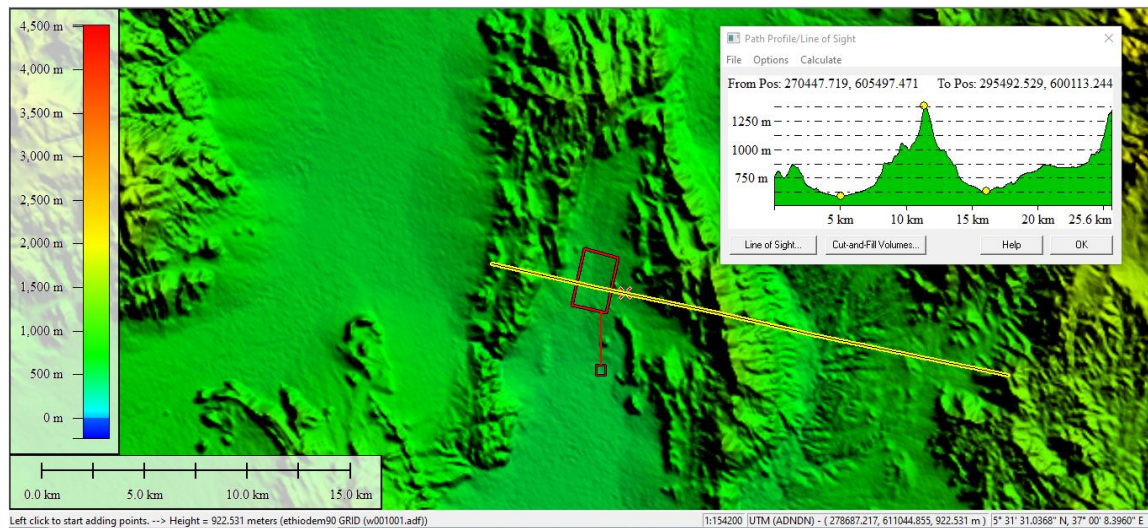 4,500 m
4,000 m
3,500 m
3,000 m
2,500 m
2,000 m
1,500 m
1,000 m
500 m
0 m
0.0 km 5.0 km 10.0 km 15.0 km
Path Profile/Line of Sight
File Options Calculate
From Pos: 270447.719, 605497.471 To Pos: 295492.529, 600113.244
1250 m
1000 m
750 m
5 km 10 km 15 km 20 km 25.6 km
Line of Sight... Cut-and-Fill Volumes... Help OK
Left click to start adding points. --> Height = 922.531 meters (ethiodem90 GRID (w001001.adf)) 1:154200 UTM (ADNDN) - ( 278687.217, 611044.855, 922.531 m ) 5° 31' 31.0368" N, 37° 00' 8.3960" E